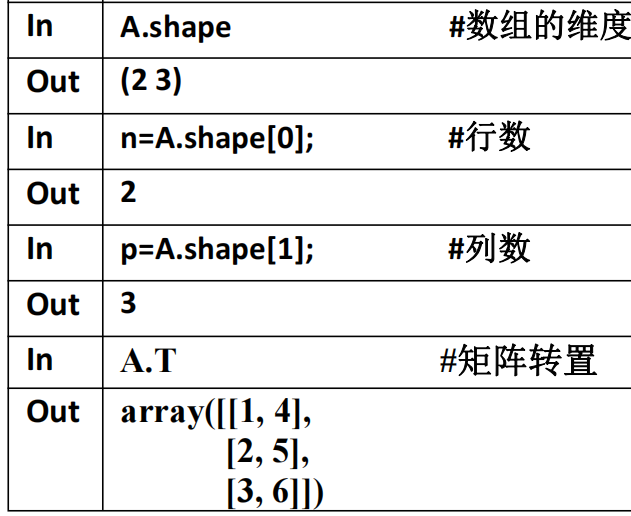 In A.shape #数组的维度
Out (2 3)
In n=A.shape[0]; #行数
Out 2
In p=A.shape[1]; #列数
Out 3
In A.T #矩阵转置
Out array([[1, 4],
[2, 5],
[3, 6]])